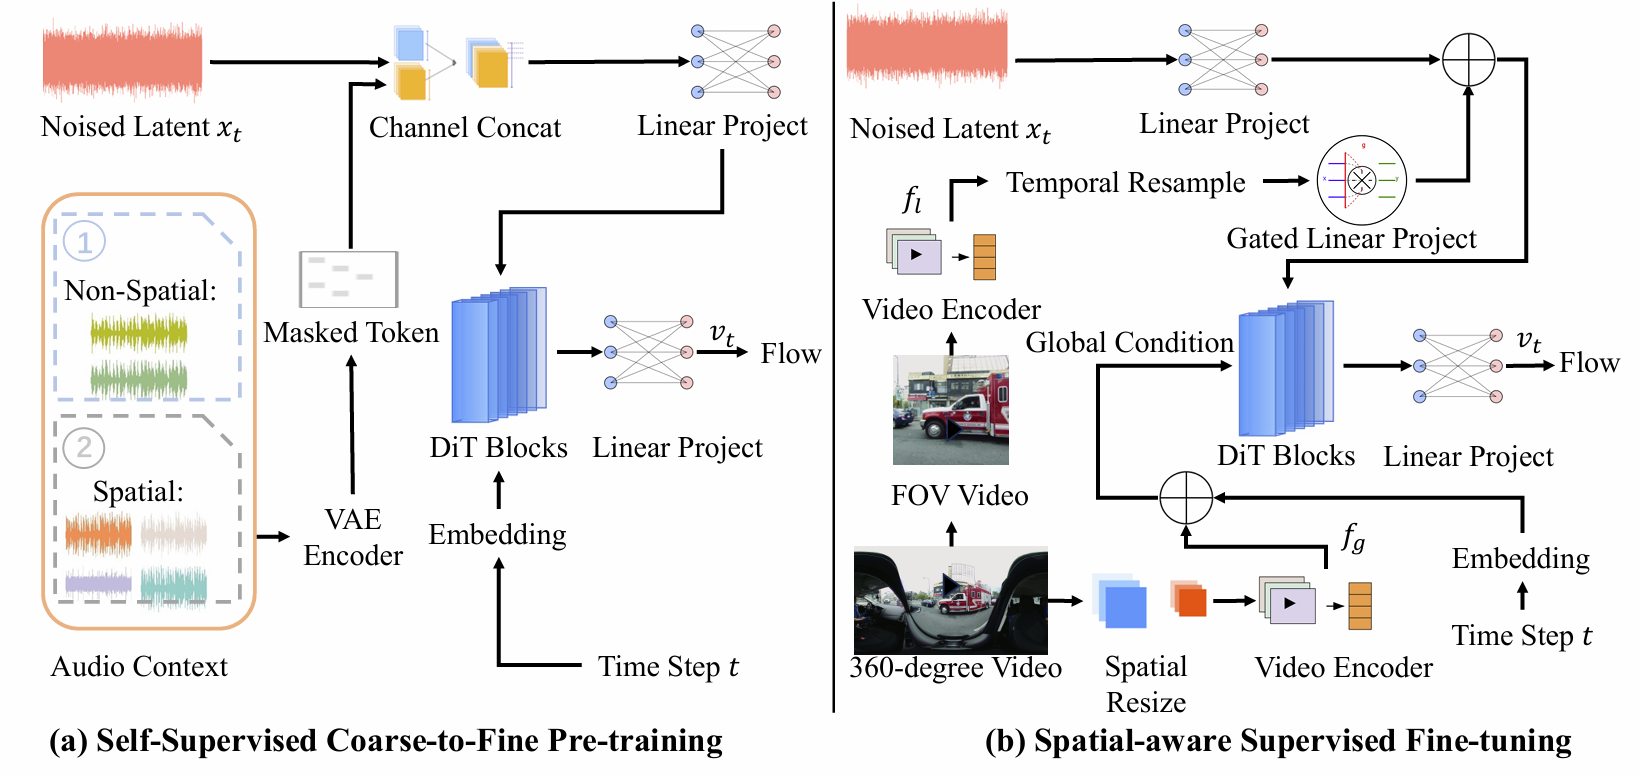 Noised Latent x_t
Channel Concat
Linear Project
1
Non-Spatial:
2
Spatial:
Audio Context
Masked Token
VAE
Encoder
DiT Blocks
Embedding
Time Step t
Linear Project
v_t
Flow
(a) Self-Supervised Coarse-to-Fine Pre-training
Noised Latent x_t
Linear Project
f_l
Temporal Resample
g
x
y
Gated Linear Project
Video Encoder
Global Condition
FOV Video
360-degree Video
Spatial
Resize
Video Encoder
f_g
DiT Blocks
Linear Project
v_t
Flow
Embedding
Time Step t
(b) Spatial-aware Supervised Fine-tuning